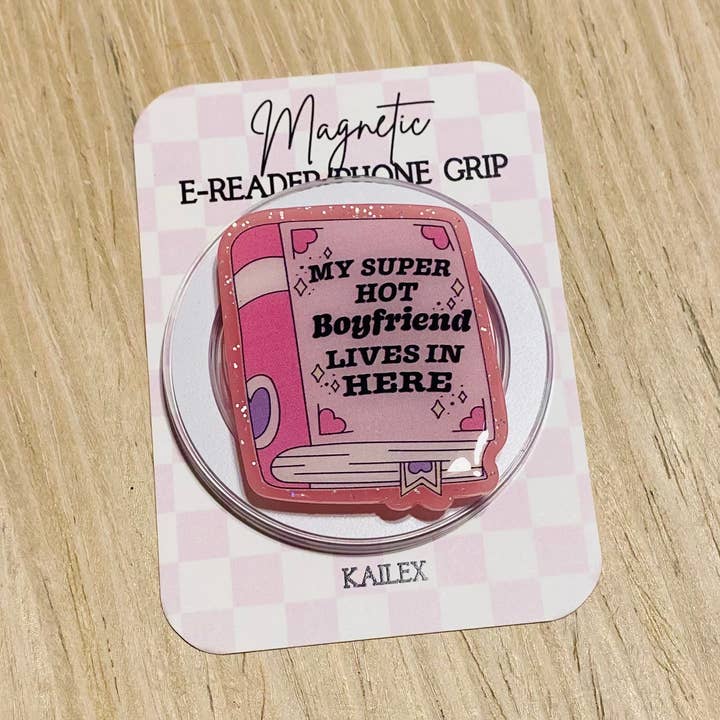 Magnetic
E-READER/PHONE GRIP
MY SUPER
HOT
Boyfriend
LIVES IN
HERE
KAILEX